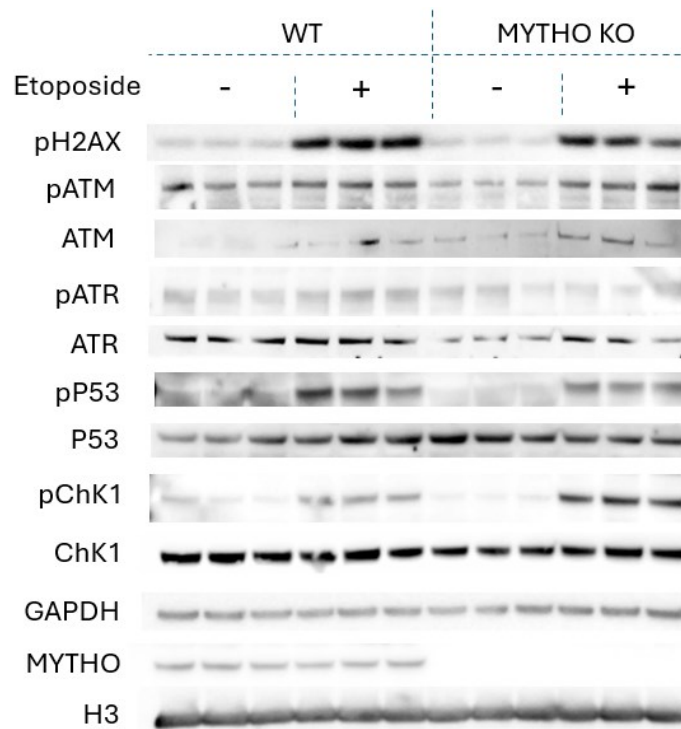 WT MYTHO KO
Etoposide - + - +
pH2AX
pATM
ATM
pATR
ATR
pP53
P53
pChK1
ChK1
GAPDH
MYTHO
H3